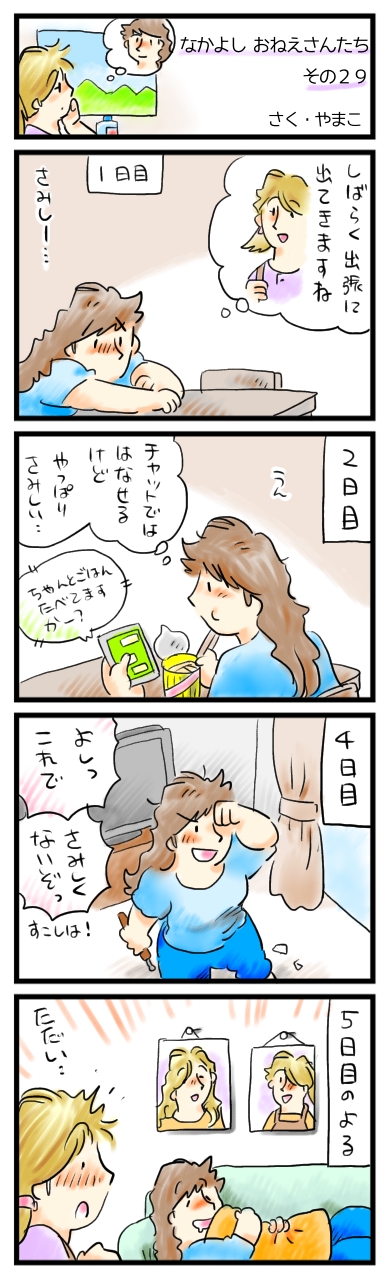 なかよし おねえさんたち
その29
さく・やまこ
1日目
しばらく出張に
出てきますね
さみしー…
2日目
うん
チャットでは
はなせる
けど
やっぱり
さみしい…
ちゃんとごはん
たべてます
かー?
4日目
よしっ
これで
さみしく
ないぞっ
すこしは!
5日目のよる
ただい…